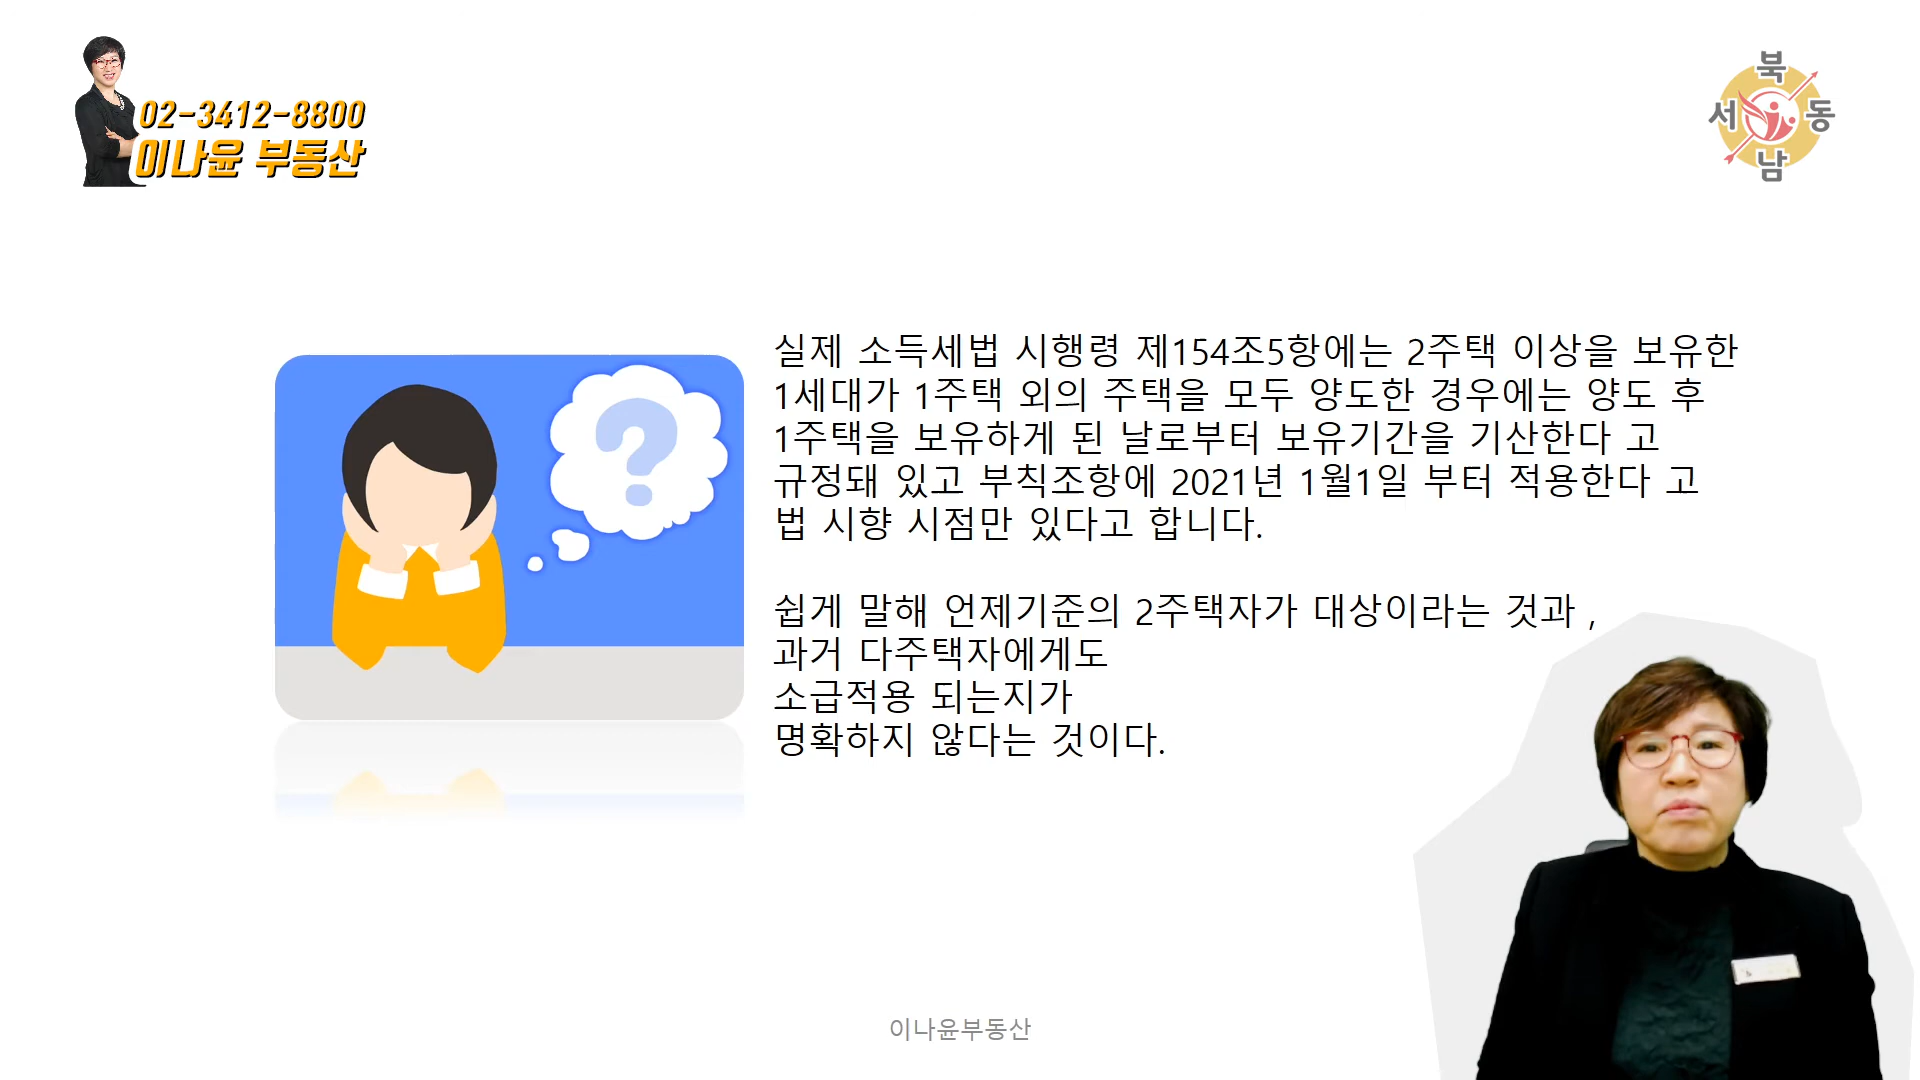 02-3412-8800
이나윤 부동산
북
서
동
남
실제 소득세법 시행령 제154조5항에는 2주택 이상을 보유한
1세대가 1주택 외의 주택을 모두 양도한 경우에는 양도 후
1주택을 보유하게 된 날로부터 보유기간을 기산한다 고
규정돼 있고 부칙조항에 2021년 1월1일 부터 적용한다 고
법 시향 시점만 있다고 합니다.
쉽게 말해 언제기준의 2주택자가 대상이라는 것과 ,
과거 다주택자에게도
소급적용 되는지가
명확하지 않다는 것이다.
이나윤부동산